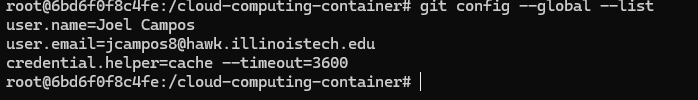 root@6bd6f0f8c4fe:/cloud-computing-container# git config --global --list
user.name=Joel Campos
user.email=jcampos8@hawk.illinoistech.edu
credential.helper=cache --timeout=3600
root@6bd6f0f8c4fe:/cloud-computing-container#